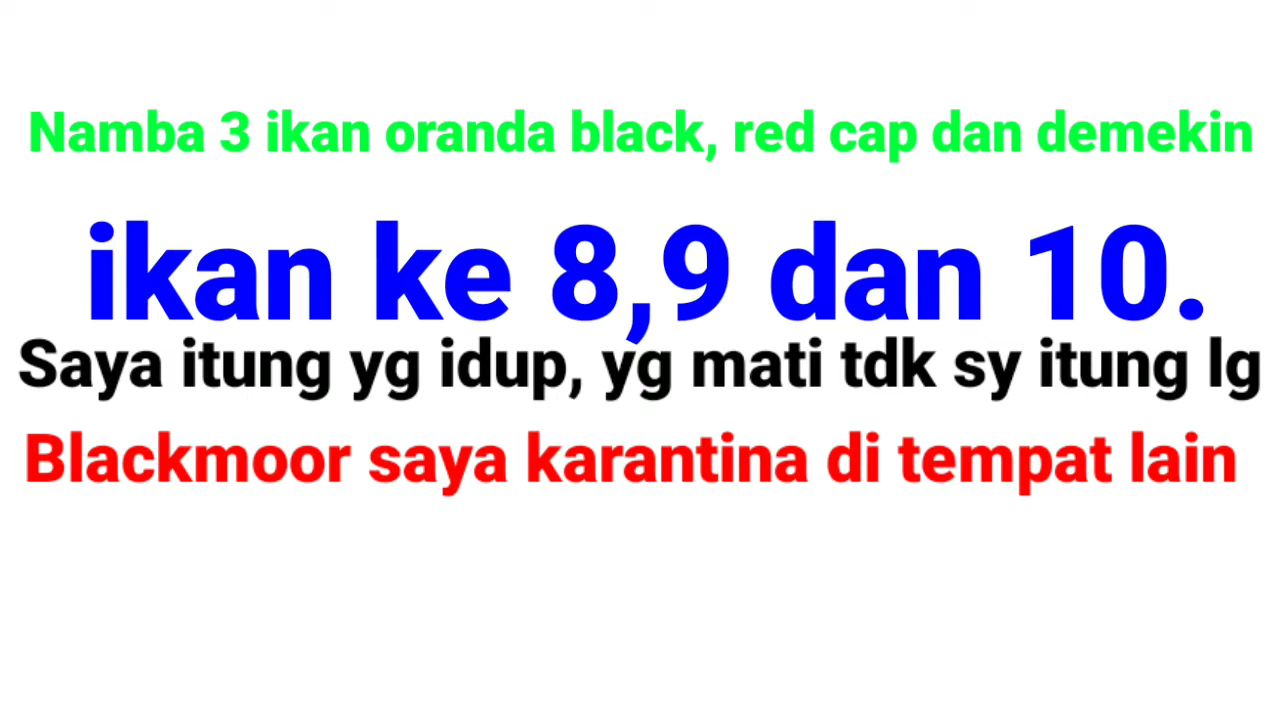 Namba 3 ikan oranda black, red cap dan demekin
ikan ke 8,9 dan 10.
Saya itung yg idup, yg mati tdk sy itung lg
Blackmoor saya karantina di tempat lain